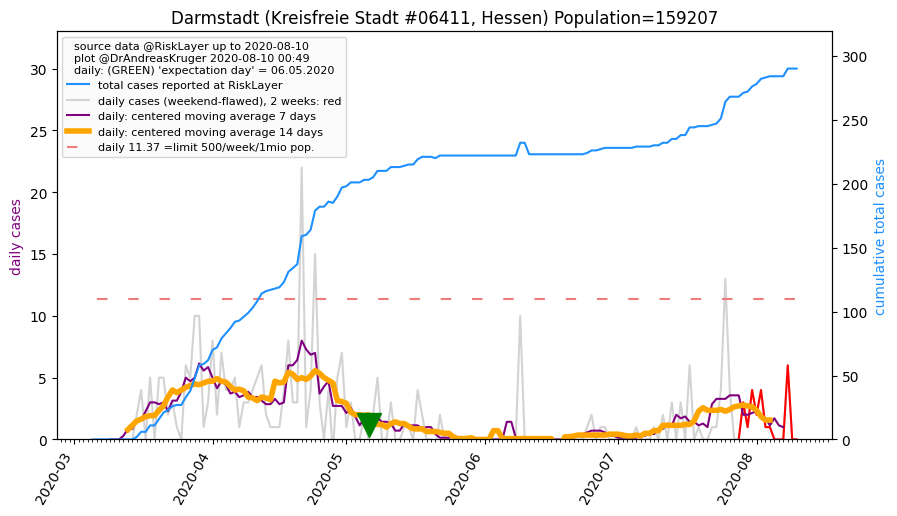 Darmstadt (Kreisfreie Stadt #06411, Hessen) Population=159207
source data @RiskLayer up to 2020-08-10
plot @DrAndreasKruger 2020-08-10 00:49
daily: (GREEN) 'expectation day' = 06.05.2020
total cases reported at RiskLayer
daily cases (weekend-flawed), 2 weeks: red
daily: centered moving average 7 days
daily: centered moving average 14 days
daily 11.37 =limit 500/week/1mio pop.
daily cases
30
25
20
15
10
5
0
cumulative total cases
300
250
200
150
100
50
0
2020-03
2020-04
2020-05
2020-06
2020-07
2020-08